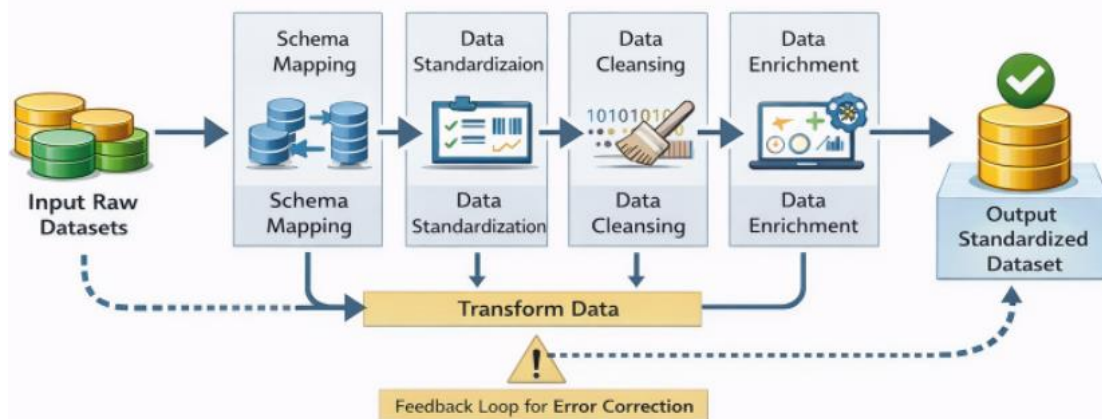 Schema
Mapping
Data
Standardizaion
Data
Cleansing
Data
Enrichment
101010100
Input Raw
Datasets
Schema
Mapping
Data
Standardization
Data
Cleansing
Data
Enrichment
Output
Standardized
Dataset
Transform Data
!
Feedback Loop for Error Correction